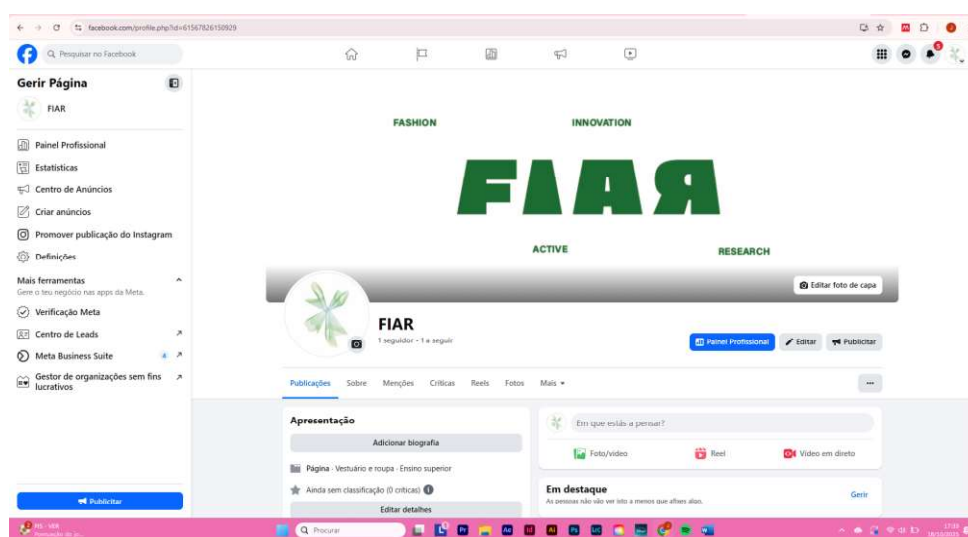 facebook.com/profile.php?id=61567826150929
Pesquisar no Facebook
Gerir Página
FIAR
Painel Profissional
Estatísticas
Centro de Anúncios
Criar anúncios
Promover publicação do Instagram
Definições
Mais ferramentas
Gere o teu negócio nas apps da Meta.
Verificação Meta
Centro de Leads
Meta Business Suite
4
Gestor de organizações sem fins
lucrativos
Publicitar
FASHION INNOVATION
FIAR
ACTIVE RESEARCH
Editar foto de capa
FIAR
1 seguidor • 1 a seguir
Painel Profissional Editar Publicitar
Publicações Sobre Menções Críticas Reels Fotos Mais
Apresentação
Adicionar biografia
Página · Vestuário e roupa · Ensino superior
Ainda sem classificação (0 críticas)
Editar detalhes
Em que estás a pensar?
Foto/vídeo Reel Vídeo em direto
Em destaque
Gerir
As pessoas não vão ver isto a menos que afixes algo.
Procurar
17:33